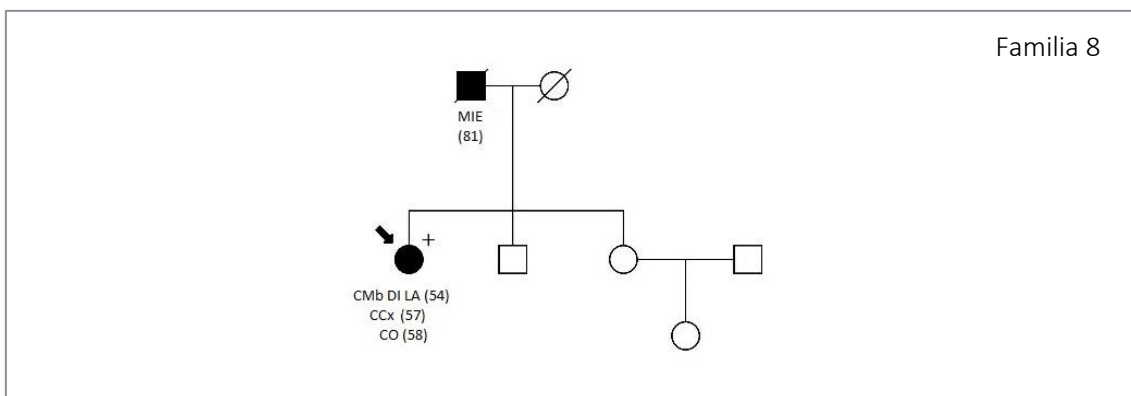 Familia 8
MIE
(81)
+
CMb DI LA (54)
CCx (57)
CO (58)